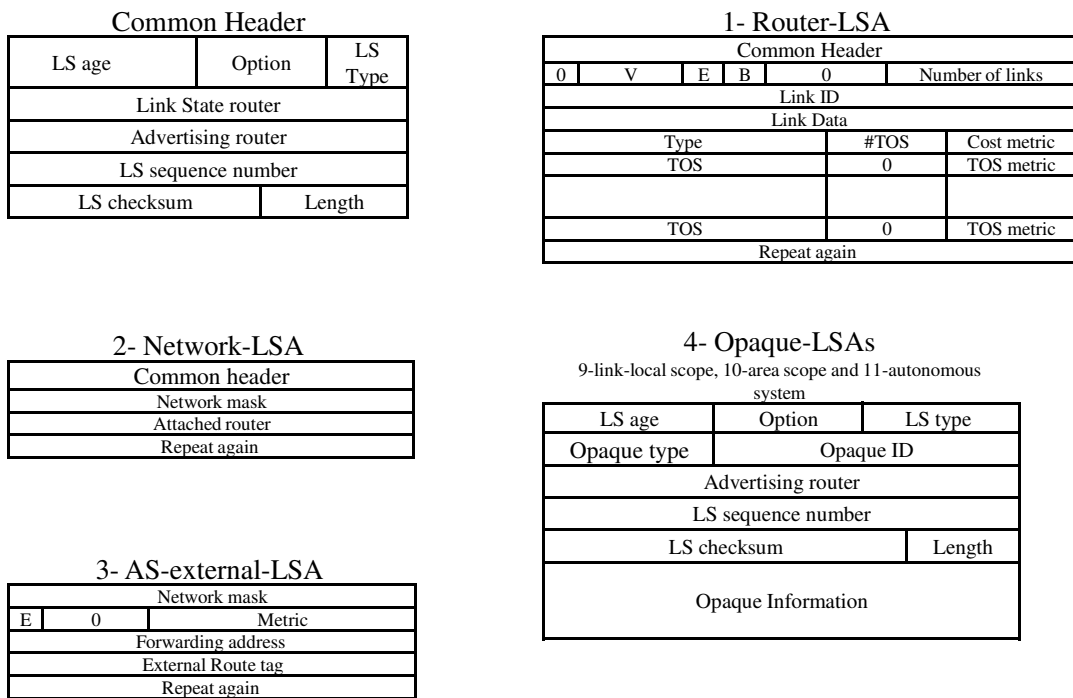 Common Header
LS age Option LS
Type
Link State router
Advertising router
LS sequence number
LS checksum Length
1- Router-LSA
Common Header
0 V E B 0 Number of links
Link ID
Link Data
Type #TOS Cost metric
TOS 0 TOS metric
TOS 0 TOS metric
Repeat again
2- Network-LSA
Common header
Network mask
Attached router
Repeat again
4- Opaque-LSAs
9-link-local scope, 10-area scope and 11-autonomous
system
LS age Option LS type
Opaque type Opaque ID
Advertising router
LS sequence number
LS checksum Length
Opaque Information
3- AS-external-LSA
Network mask
E 0 Metric
Forwarding address
External Route tag
Repeat again